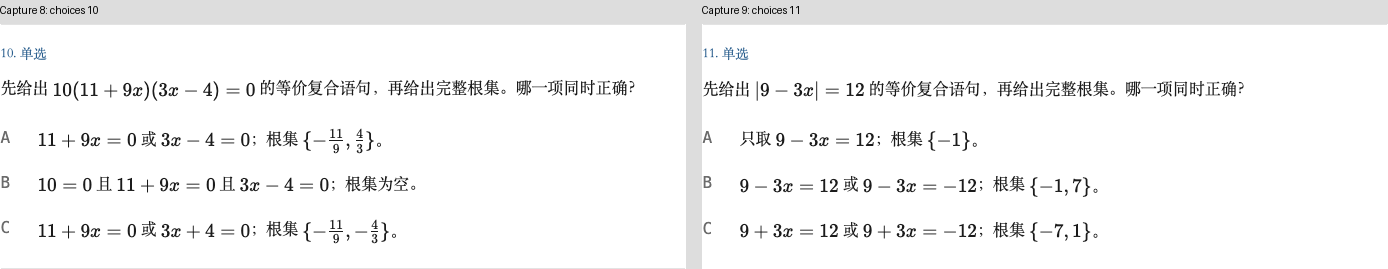 Capture 8: choices 10
10. 单选
先给出 10(11 + 9x)(3x − 4) = 0 的等价复合语句，再给出完整根集。哪一项同时正确？
A 11 + 9x = 0 或 3x − 4 = 0；根集 {−11/9, 4/3}。
B 10 = 0 且 11 + 9x = 0 且 3x − 4 = 0；根集为空。
C 11 + 9x = 0 或 3x + 4 = 0；根集 {−11/9, −4/3}。
Capture 9: choices 11
11. 单选
先给出 |9 − 3x| = 12 的等价复合语句，再给出完整根集。哪一项同时正确？
A 只取 9 − 3x = 12；根集 {−1}。
B 9 − 3x = 12 或 9 − 3x = −12；根集 {−1, 7}。
C 9 + 3x = 12 或 9 + 3x = −12；根集 {−7, 1}。